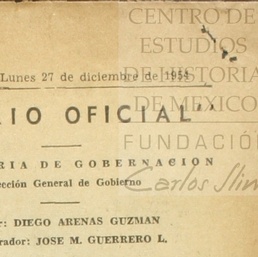 CENTRO DE
ESTUDIOS
DE HISTORIA
DE MEXICO
FUNDACIÓN
Carlos Slim
Lunes 27 de diciembre de 1954
RIO OFICIAL"
RIA DE GOBERNACION
ección General de Gobierno
r: DIEGO ARENAS GUZMAN
rador: JOSE M. GUERRERO L.